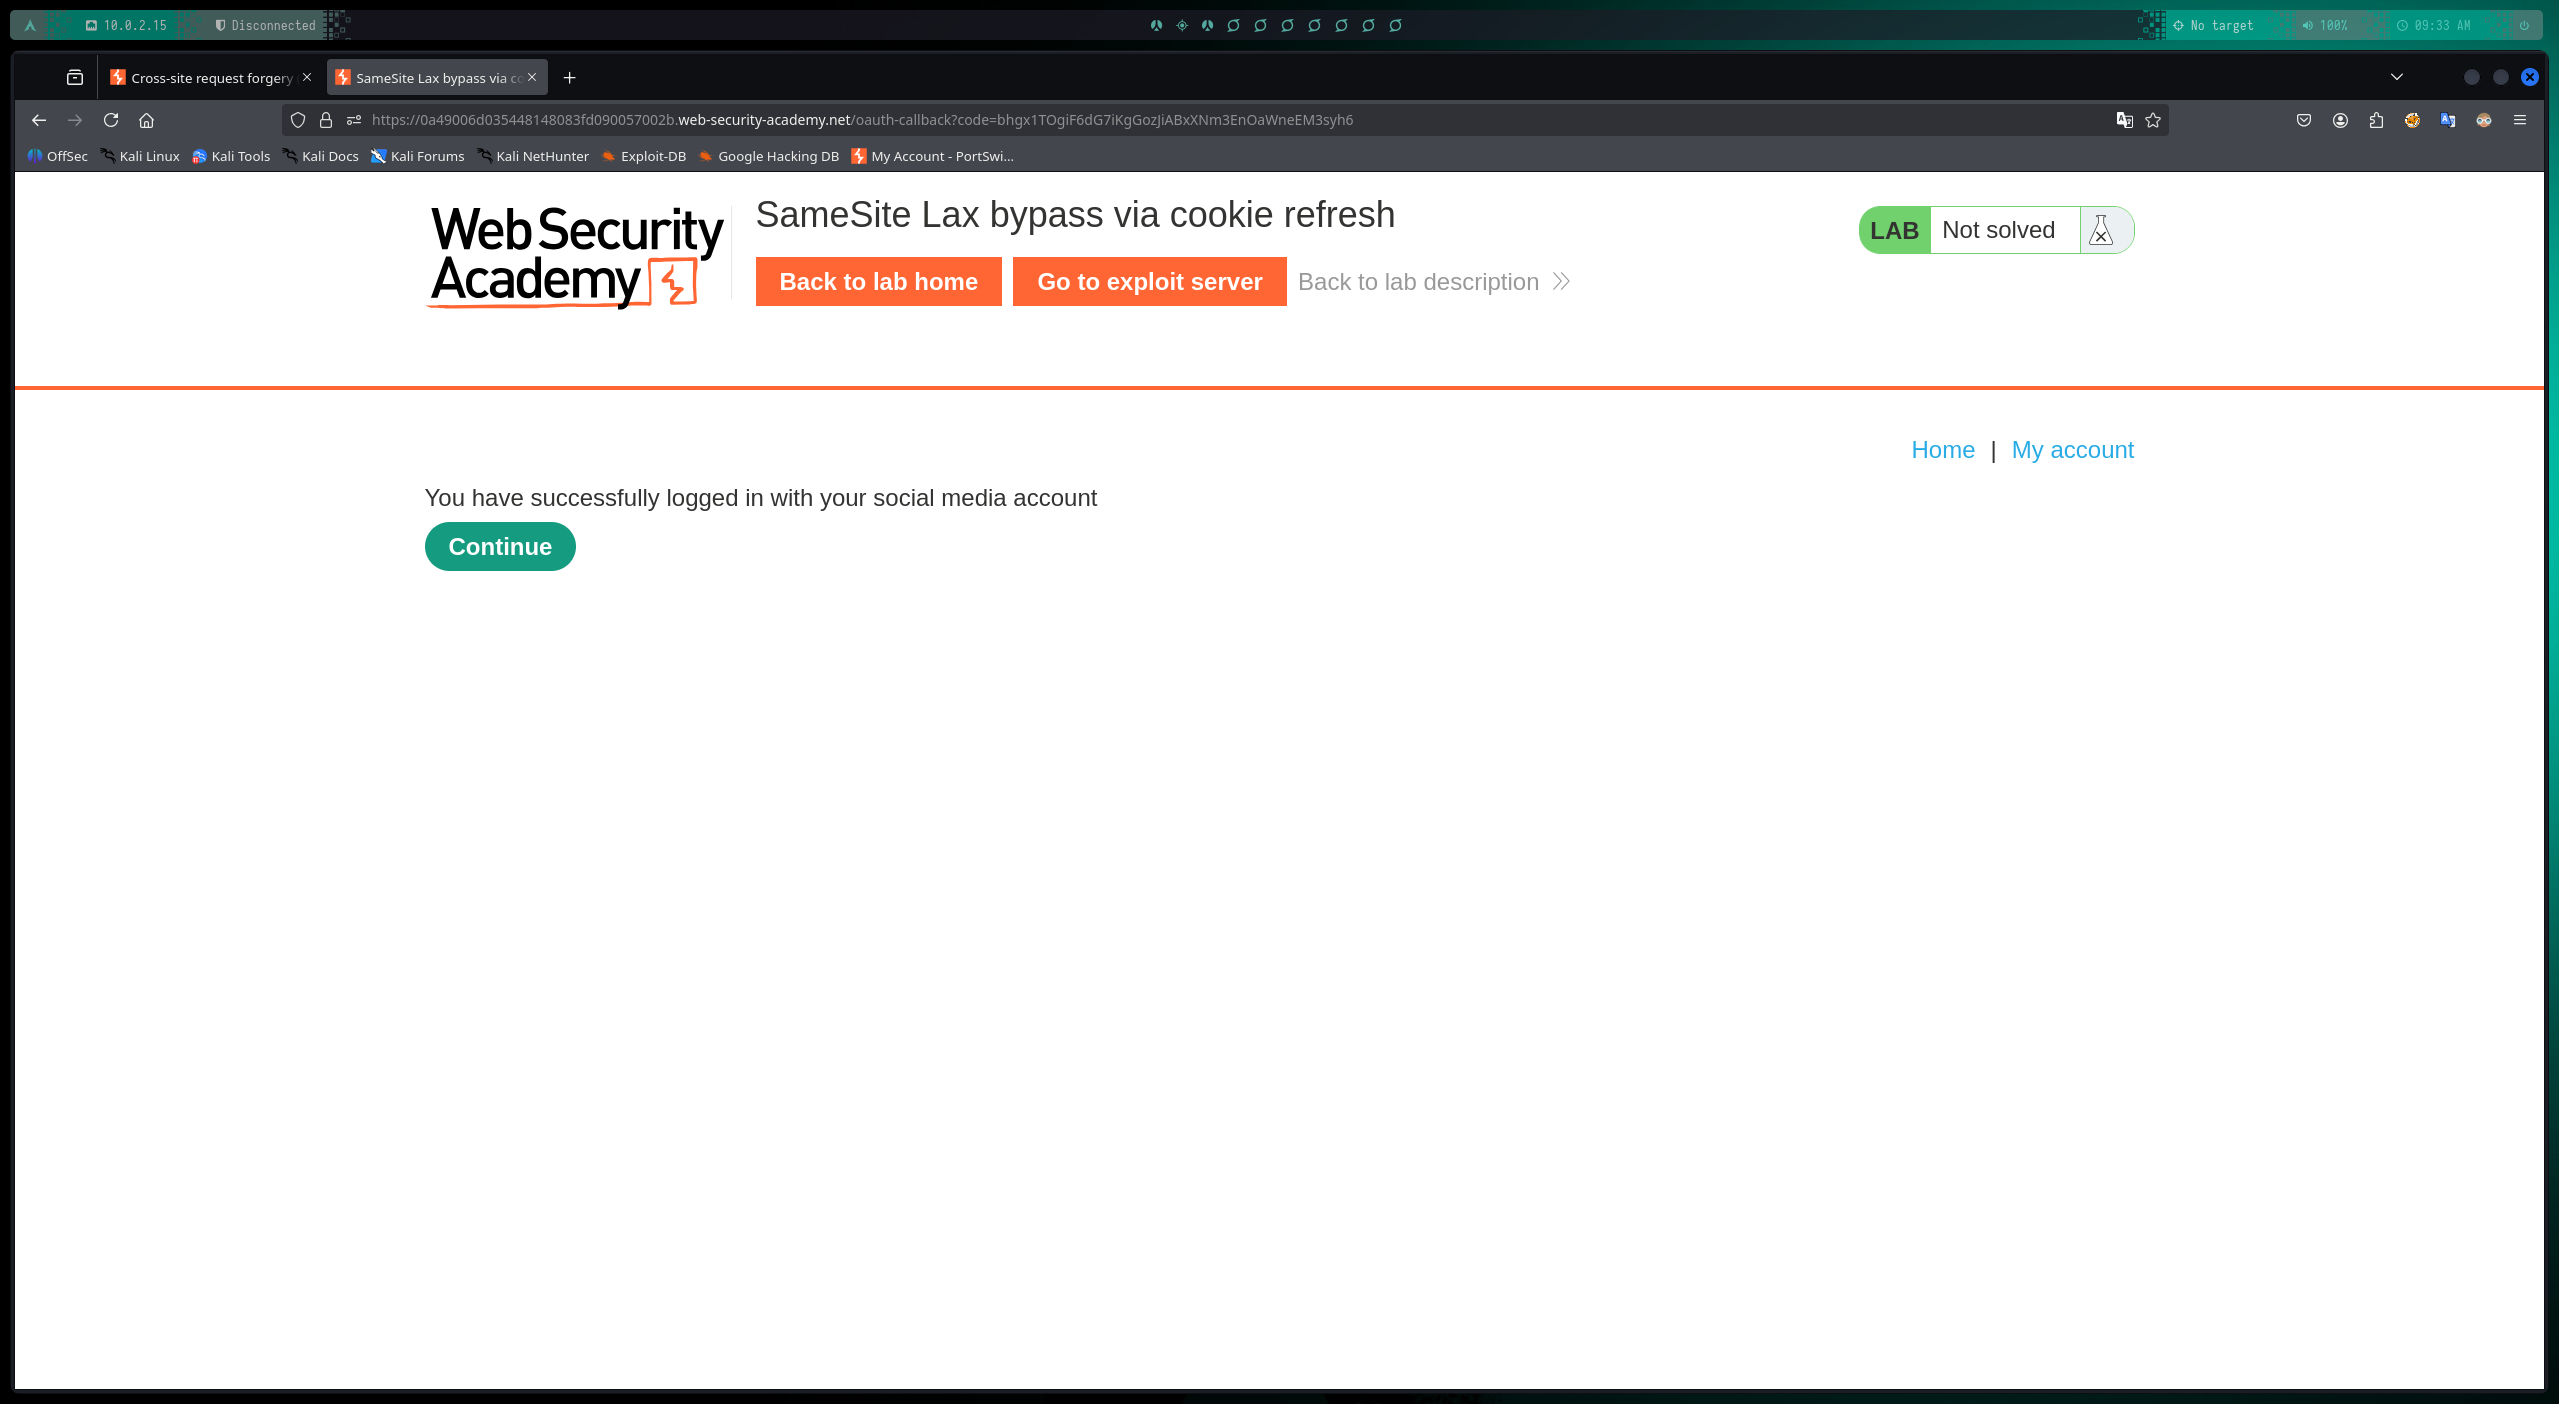 10.0.2.15 Disconnected No target 100% 09:33 AM
Cross-site request forgery SameSite Lax bypass via co
https://0a49006d035448148083fd090057002b.web-security-academy.net/oauth-callback?code=bhgx1TOgiF6dG7iKgGozJiABxXNm3EnOaWneEM3syh6
OffSec Kali Linux Kali Tools Kali Docs Kali Forums Kali NetHunter Exploit-DB Google Hacking DB My Account - PortSwi...
Web Security
Academy
SameSite Lax bypass via cookie refresh
LAB Not solved
Back to lab home Go to exploit server Back to lab description
Home | My account
You have successfully logged in with your social media account
Continue